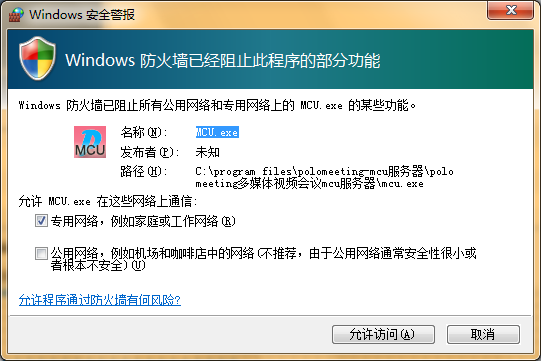 Windows 安全警报
Windows 防火墙已经阻止此程序的部分功能
Windows 防火墙已阻止所有公用网络和专用网络上的 MCU.exe 的某些功能。
MCU
名称(N): MCU.exe
发布者(P): 未知
路径(H): C:\program files\polomeeting-mcu服务器\polo
meeting多媒体视频会议mcu服务器\mcu.exe
允许 MCU.exe 在这些网络上通信:
专用网络，例如家庭或工作网络(R)
公用网络，例如机场和咖啡店中的网络(不推荐，由于公用网络通常安全性很小或
者根本不安全)(U)
允许程序通过防火墙有何风险?
允许访问(A) 取消